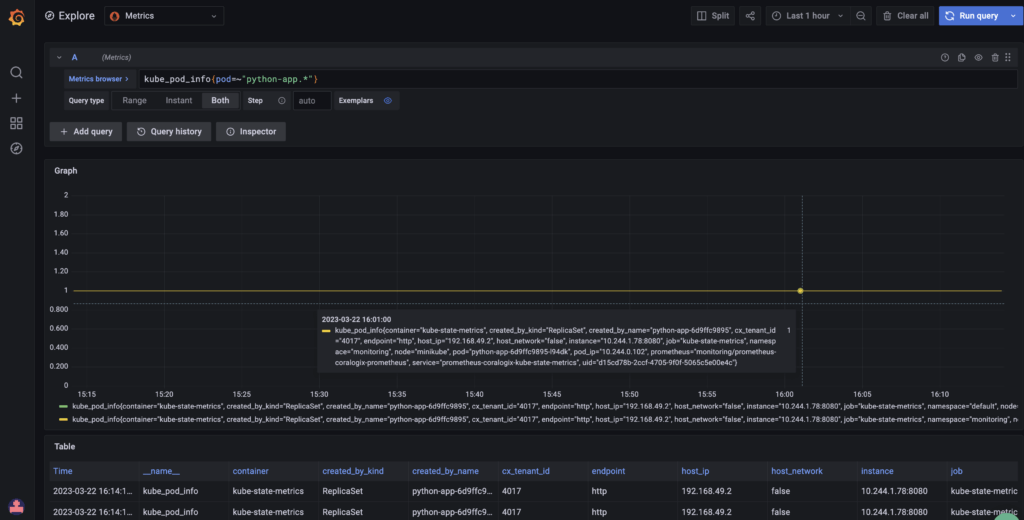 Explore Metrics Split Last 1 hour Clear all Run query
A (Metrics)
Metrics browser > kube_pod_info{pod=~"python-app.*"}
Query type Range Instant Both Step auto Exemplars
+ Add query Query history Inspector
Graph
2
1.80
1.60
1.40
1.20
1
0.800
0.600
0.400
0.200
0
2023-03-22 16:01:00
kube_pod_info{container="kube-state-metrics", created_by_kind="ReplicaSet", created_by_name="python-app-6d9ffc9895", cx_tenant_id 1
="4017", endpoint="http", host_ip="192.168.49.2", host_network="false", instance="10.244.1.78:8080", job="kube-state-metrics", namesp
ace="monitoring", node="minikube", pod="python-app-6d9ffc9895-l94dk", pod_ip="10.244.0.102", prometheus="monitoring/prometheus-
coralogix-prometheus", service="prometheus-coralogix-kube-state-metrics", uid="d15cd78b-2ccf-4705-9f0f-5065c5e00e4c"}
15:15 15:20 15:25 15:30 15:35 15:40 15:45 15:50 15:55 16:00 16:05 16:10
kube_pod_info{container="kube-state-metrics", created_by_kind="ReplicaSet", created_by_name="python-app-6d9ffc9895", cx_tenant_id="4017", endpoint="http", host_ip="192.168.49.2", host_network="false", instance="10.244.1.78:8080", job="kube-state-metrics", namespace="default", node
kube_pod_info{container="kube-state-metrics", created_by_kind="ReplicaSet", created_by_name="python-app-6d9ffc9895", cx_tenant_id="4017", endpoint="http", host_ip="192.168.49.2", host_network="false", instance="10.244.1.78:8080", job="kube-state-metrics", namespace="monitoring", n
Table
Time __name__ container created_by_kind created_by_name cx_tenant_id endpoint host_ip host_network instance job
2023-03-22 16:14:1... kube_pod_info kube-state-metrics ReplicaSet python-app-6d9ffc9... 4017 http 192.168.49.2 false 10.244.1.78:8080 kube-state-metric
2023-03-22 16:14:1... kube_pod_info kube-state-metrics ReplicaSet python-app-6d9ffc9... 4017 http 192.168.49.2 false 10.244.1.78:8080 kube-state-metric